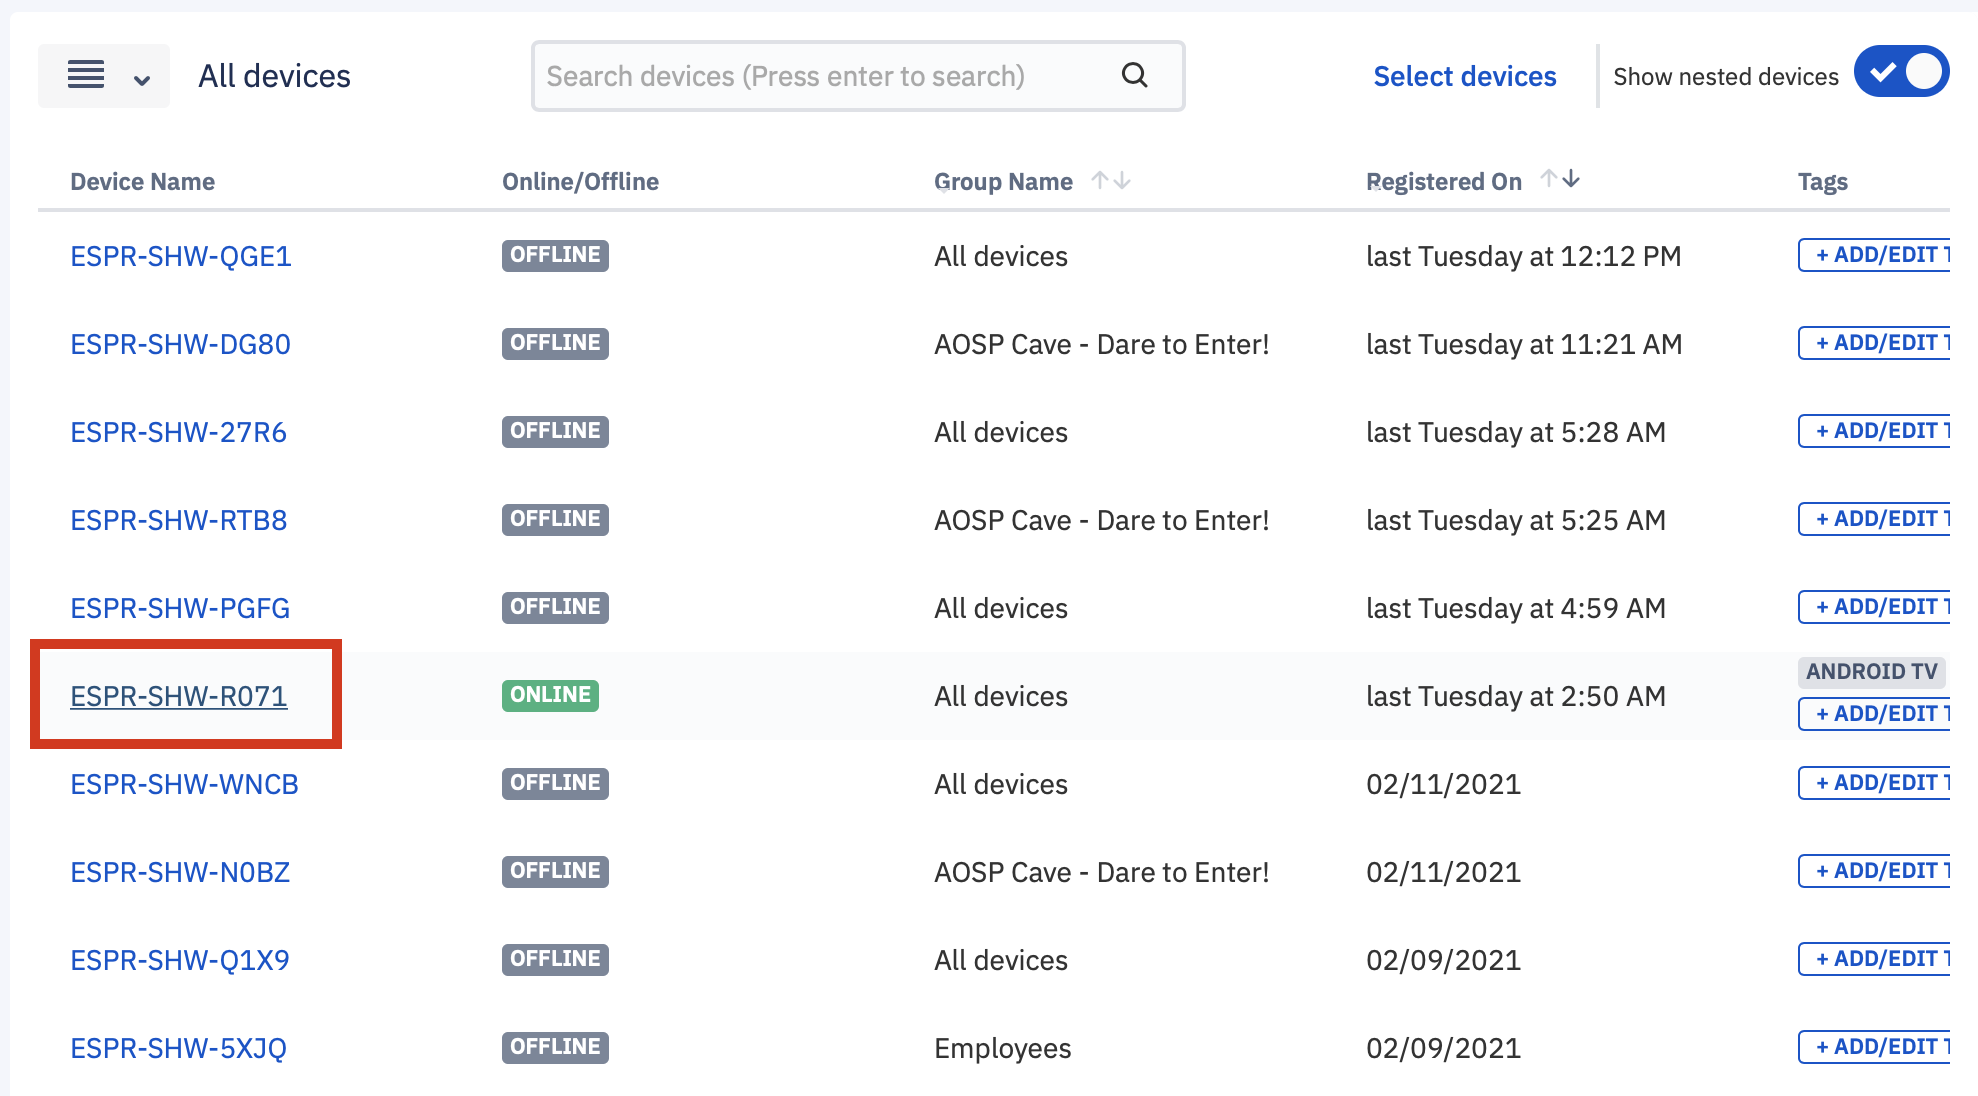 All devices
Search devices (Press enter to search)
Select devices
Show nested devices
Device Name Online/Offline Group Name Registered On Tags
ESPR-SHW-QGE1 OFFLINE All devices last Tuesday at 12:12 PM + ADD/EDIT
ESPR-SHW-DG80 OFFLINE AOSP Cave - Dare to Enter! last Tuesday at 11:21 AM + ADD/EDIT
ESPR-SHW-27R6 OFFLINE All devices last Tuesday at 5:28 AM + ADD/EDIT
ESPR-SHW-RTB8 OFFLINE AOSP Cave - Dare to Enter! last Tuesday at 5:25 AM + ADD/EDIT
ESPR-SHW-PGFG OFFLINE All devices last Tuesday at 4:59 AM + ADD/EDIT
ESPR-SHW-R071 ONLINE All devices last Tuesday at 2:50 AM ANDROID TV
+ ADD/EDIT
ESPR-SHW-WNCB OFFLINE All devices 02/11/2021 + ADD/EDIT
ESPR-SHW-N0BZ OFFLINE AOSP Cave - Dare to Enter! 02/11/2021 + ADD/EDIT
ESPR-SHW-Q1X9 OFFLINE All devices 02/09/2021 + ADD/EDIT
ESPR-SHW-5XJQ OFFLINE Employees 02/09/2021 + ADD/EDIT